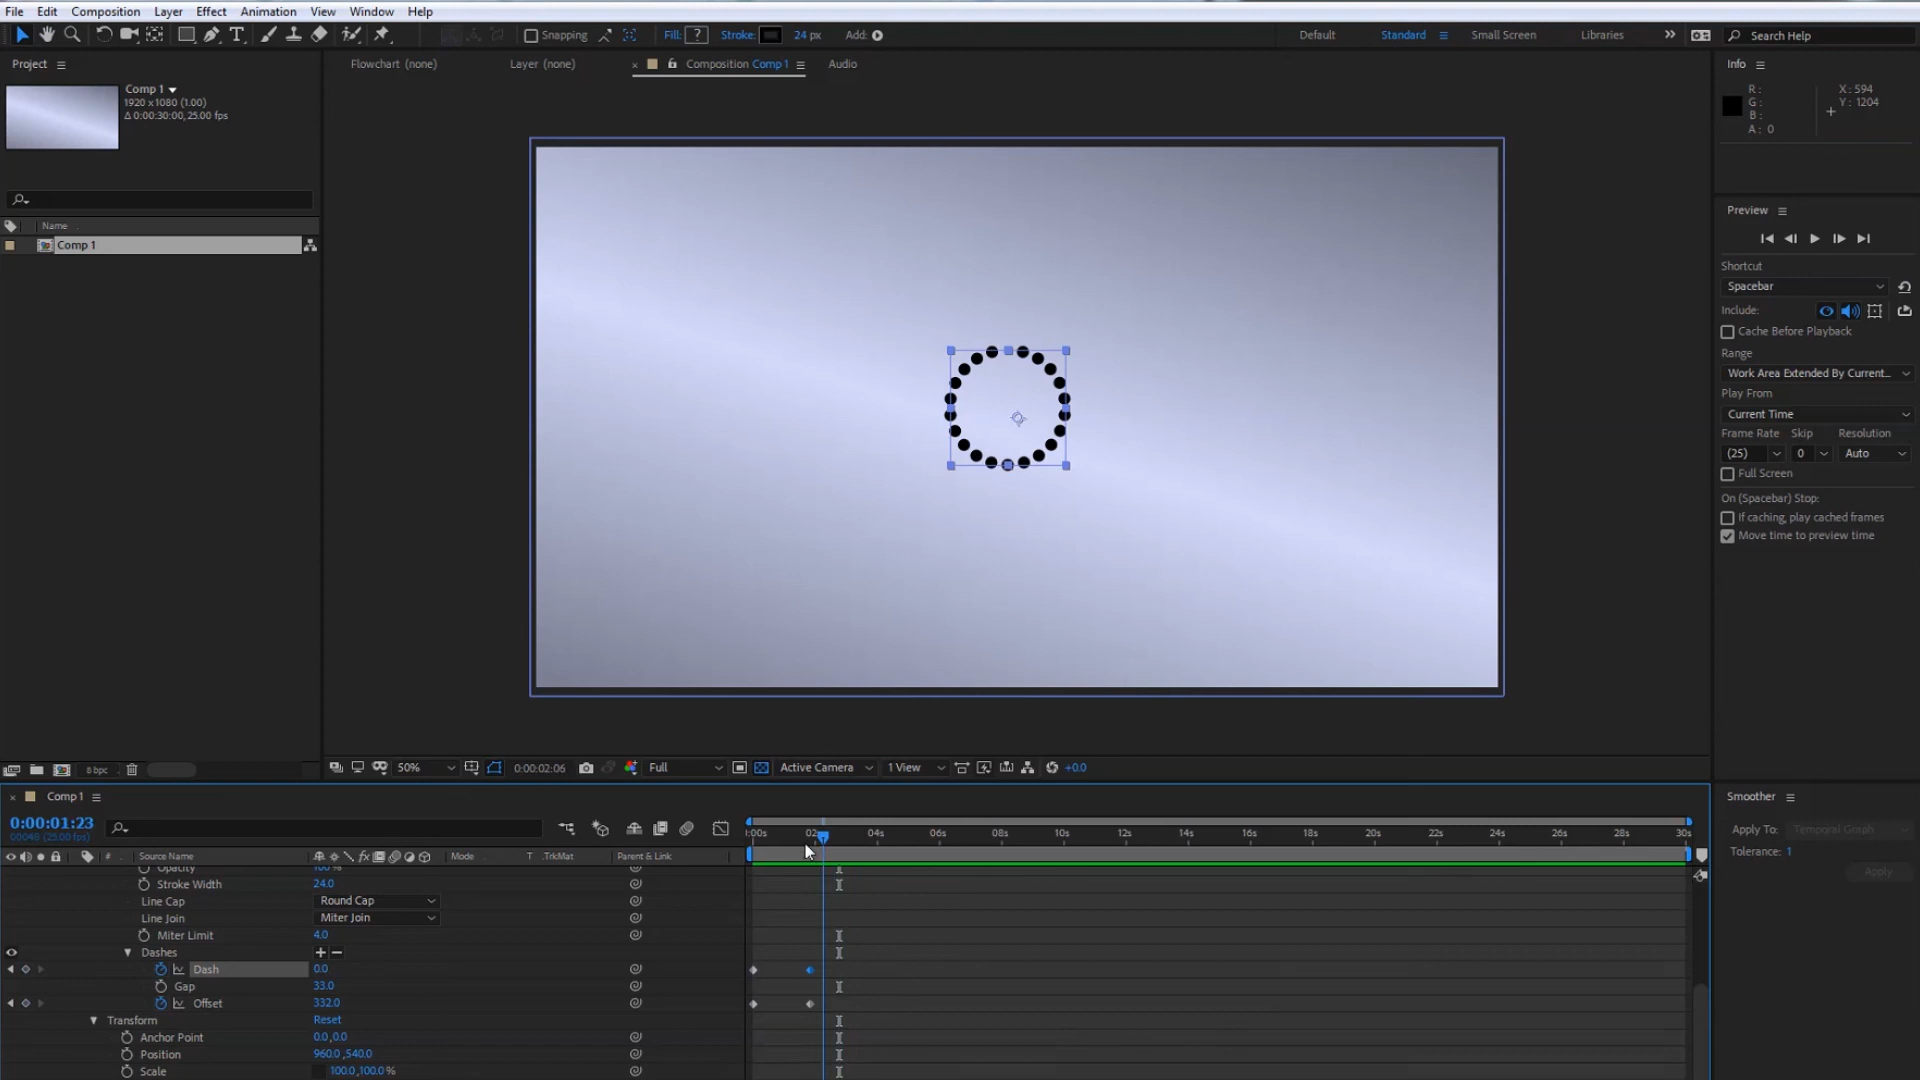 File Edit Composition Layer Effect Animation View Window Help
Snapping Fill: ? Stroke: 24 px Add: Default Standard Small Screen Libraries Search Help
Project Flowchart (none) Layer (none) Composition Comp 1 Audio Info
Comp 1
1920 x1080 (1.00)
Δ 0:00:30:00, 25.00 fps
R: X: 594
G: Y: 1204
B:
A: 0
Preview
Name
Comp 1
Shortcut
Spacebar
Include:
Cache Before Playback
Range
Work Area Extended By Current...
Play From
Current Time
Frame Rate Skip Resolution
(25) 0 Auto
Full Screen
On (Spacebar) Stop:
If caching, play cached frames
Move time to preview time
8 bpc 50% 0:00:02:06 Full Active Camera 1 View +0.0
Comp 1 Smoother
0:00:01:23
00048 (25.00 fps)
:00s 02s 04s 06s 08s 10s 12s 14s 16s 18s 20s 22s 24s 26s 28s 30s
Apply To: Temporal Graph
Tolerance: 1
Apply
# Source Name Mode T .TrkMat Parent & Link
Opacity 100%
Stroke Width 24.0
Line Cap Round Cap
Line Join Miter Join
Miter Limit 4.0
Dashes + −
Dash 0.0
Gap 33.0
Offset 332.0
Transform Reset
Anchor Point 0.0,0.0
Position 960.0,540.0
Scale 100.0,100.0%